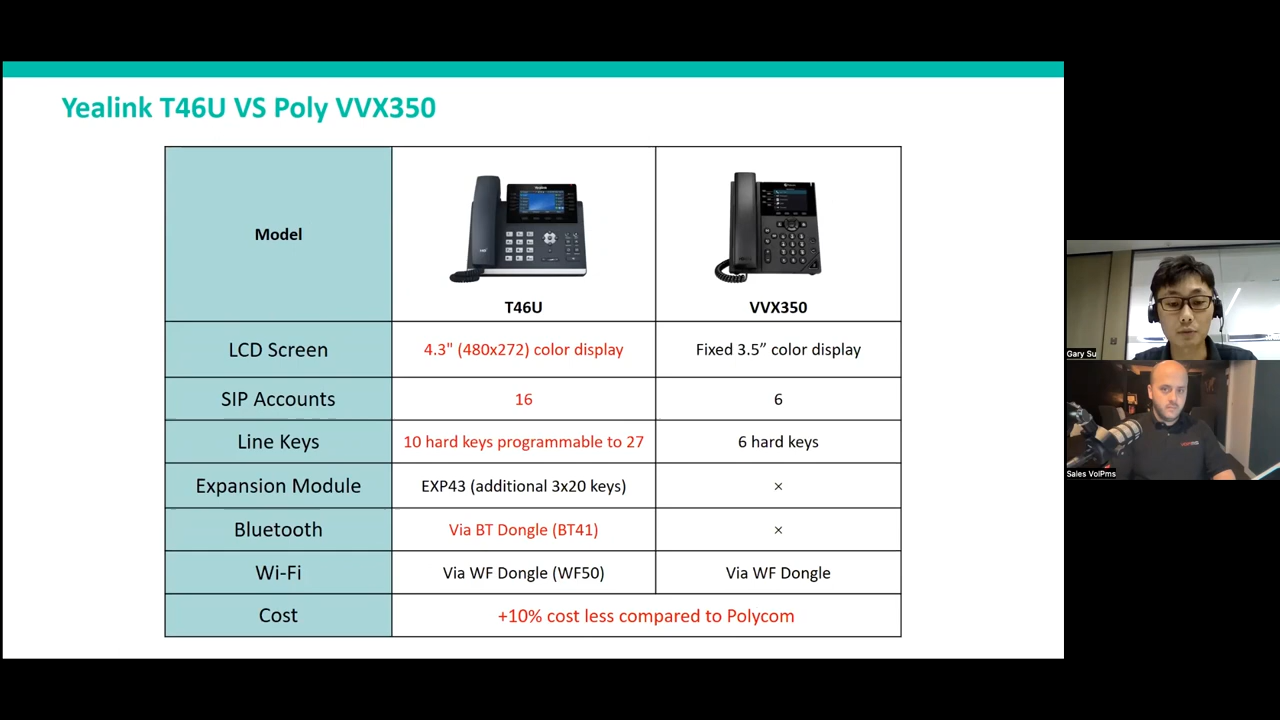 Yealink T46U VS Poly VVX350
Model
T46U
VVX350
LCD Screen
4.3" (480x272) color display
Fixed 3.5” color display
SIP Accounts
16
6
Line Keys
10 hard keys programmable to 27
6 hard keys
Expansion Module
EXP43 (additional 3x20 keys)
×
Bluetooth
Via BT Dongle (BT41)
×
Wi-Fi
Via WF Dongle (WF50)
Via WF Dongle
Cost
+10% cost less compared to Polycom
Gary Su
Sales VoIPms